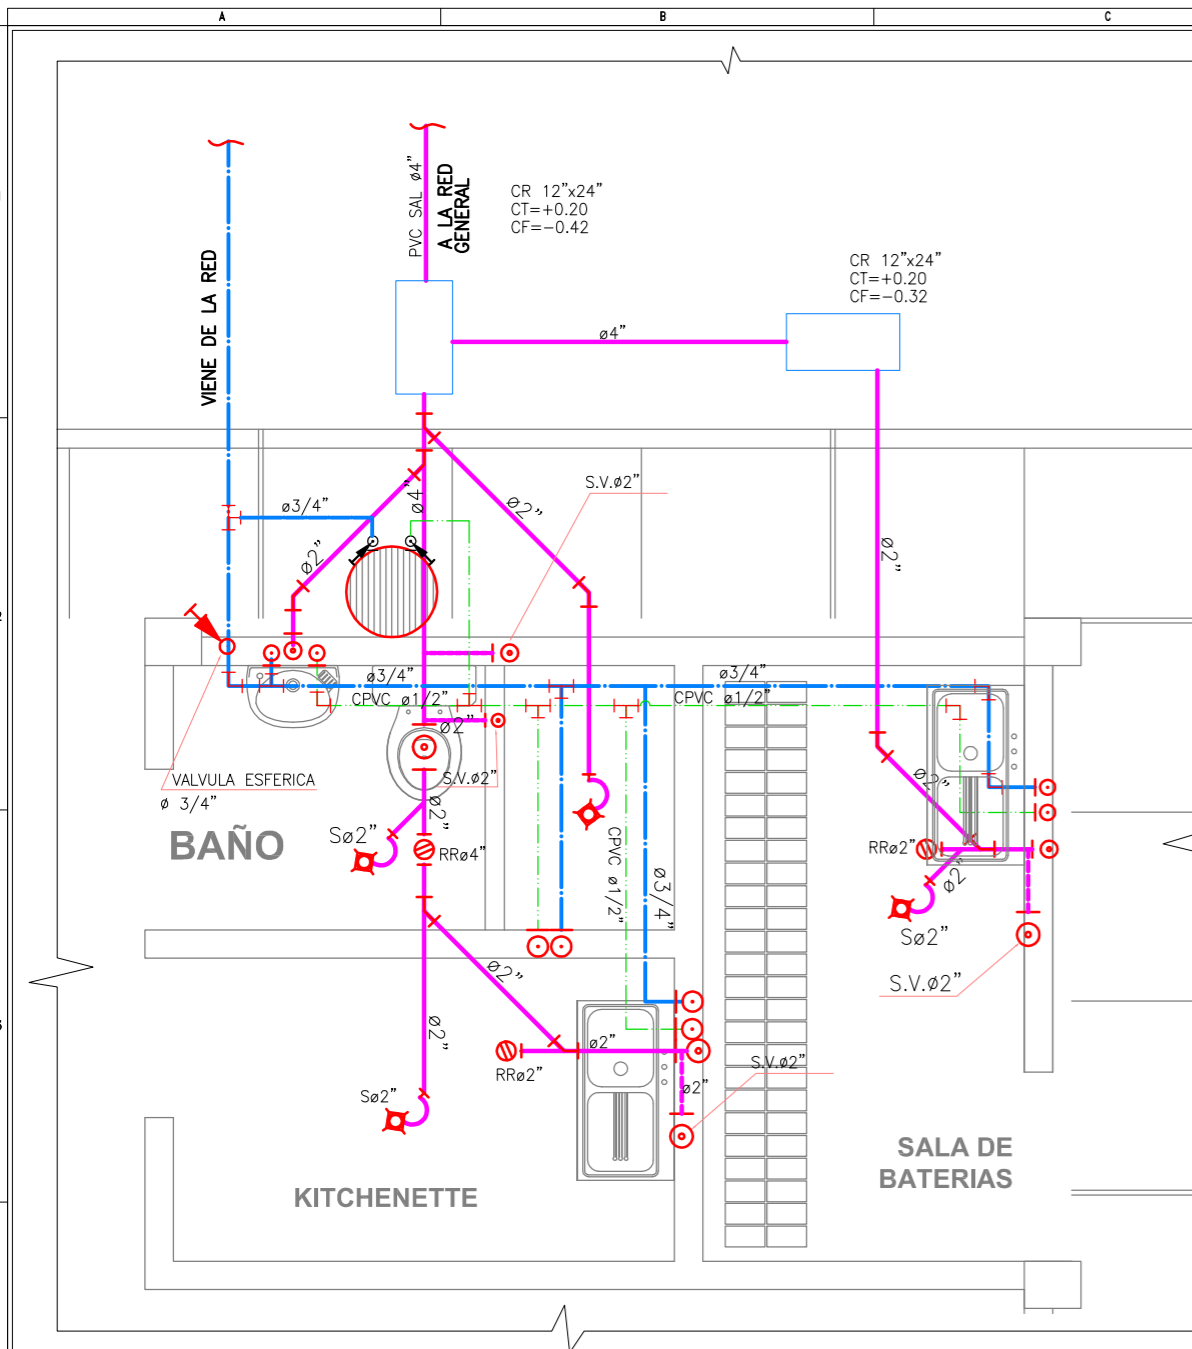 A
B
C
PVC SAL ø4"
A LA RED
GENERAL
CR 12"x24"
CT=+0.20
CF=-0.42
VIENE DE LA RED
CR 12"x24"
CT=+0.20
CF=-0.32
ø4"
ø3/4"
ø4"
S.V.ø2"
ø2"
ø2"
ø2"
ø3/4"
CPVC ø1/2"
ø3/4"
CPVC ø1/2"
ø2"
S.V.ø2"
VALVULA ESFERICA
ø 3/4"
BAÑO
Sø2"
ø2"
RRø4"
CPVC ø1/2"
ø3/4"
ø2"
RRø2"
ø2"
Sø2"
S.V.ø2"
ø2"
ø2"
RRø2"
ø2"
S.V.ø2"
ø2"
Sø2"
KITCHENETTE
SALA DE
BATERIAS